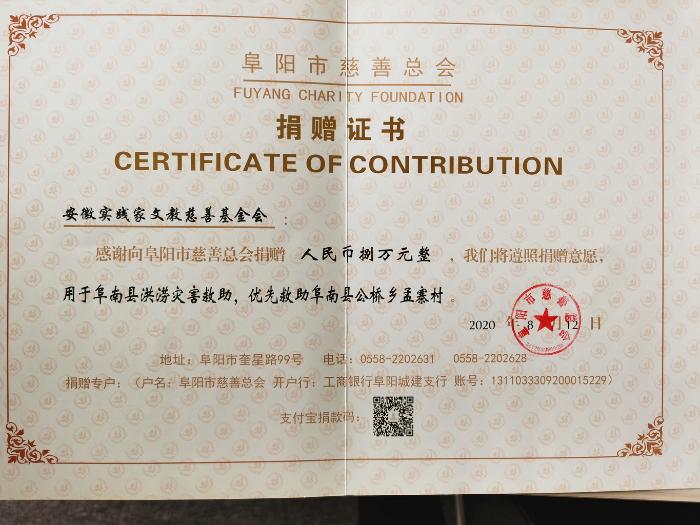 阜阳市慈善总会
FUYANG CHARITY FOUNDATION
捐赠证书
CERTIFICATE OF CONTRIBUTION
安徽实践家文教慈善基金会：
感谢向阜阳市慈善总会捐赠 人民币捌万元整，我们将遵照捐赠意愿，
用于阜南县洪涝灾害救助，优先救助阜南县公桥乡孟寨村。
阜阳市慈善总会
2020 年 8 月 12 日
地址：阜阳市奎星路99号 电话：0558-2202631 0558-2202628
捐赠专户：（户名：阜阳市慈善总会 开户行：工商银行阜阳城建支行 账号：1311033309200015229）
支付宝捐款码：